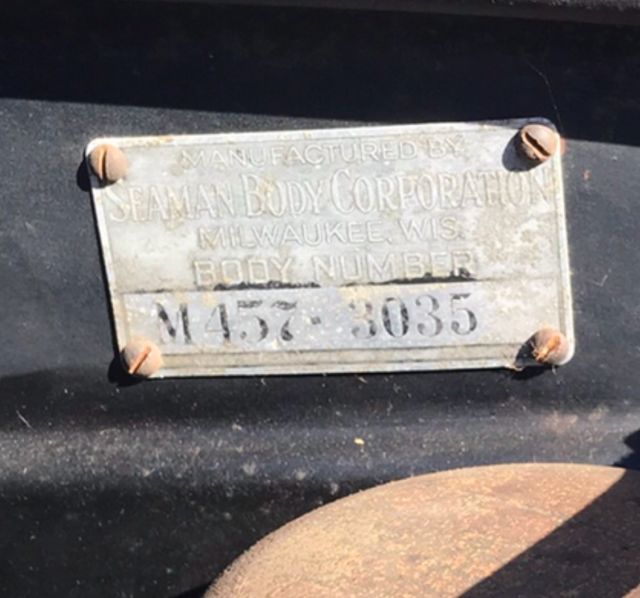 MANUFACTURED BY
SEAMAN BODY CORPORATION
MILWAUKEE, WIS.
BODY NUMBER
M457-3035